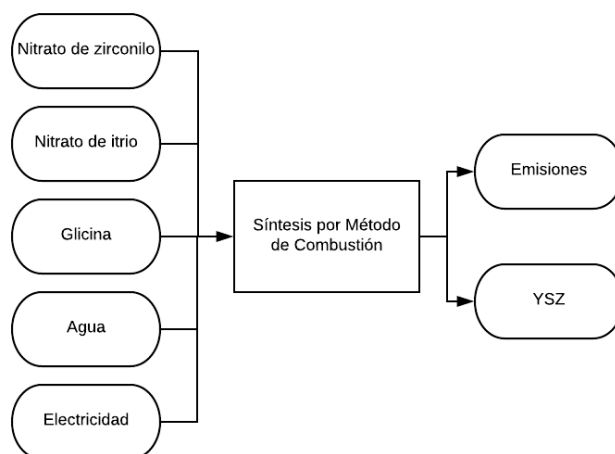 Nitrato de zirconilo
Nitrato de itrio
Glicina
Agua
Electricidad
Síntesis por Método
de Combustión
Emisiones
YSZ